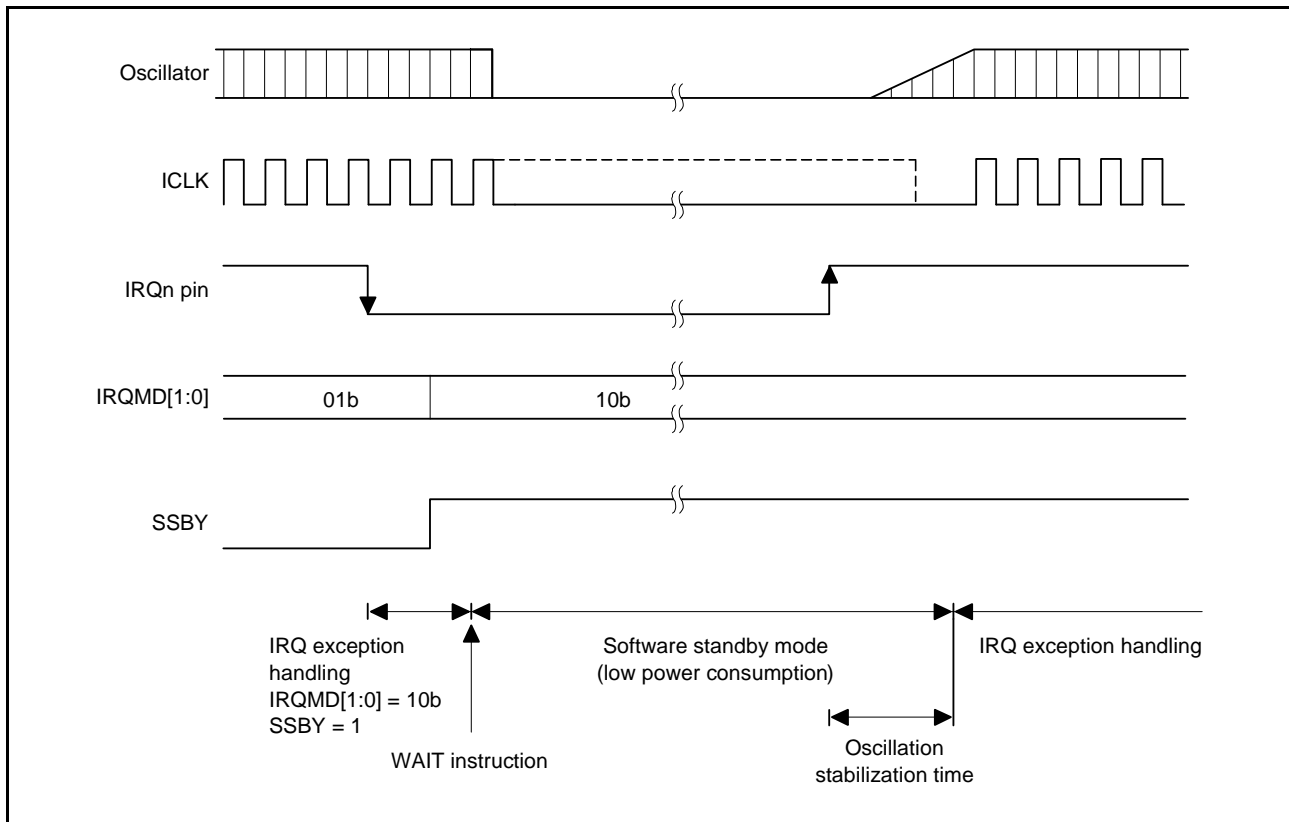 Oscillator
ICLK
IRQn pin
IRQMD[1:0]
01b
10b
SSBY
IRQ exception
handling
IRQMD[1:0] = 10b
SSBY = 1
WAIT instruction
Software standby mode
(low power consumption)
Oscillation
stabilization time
IRQ exception handling